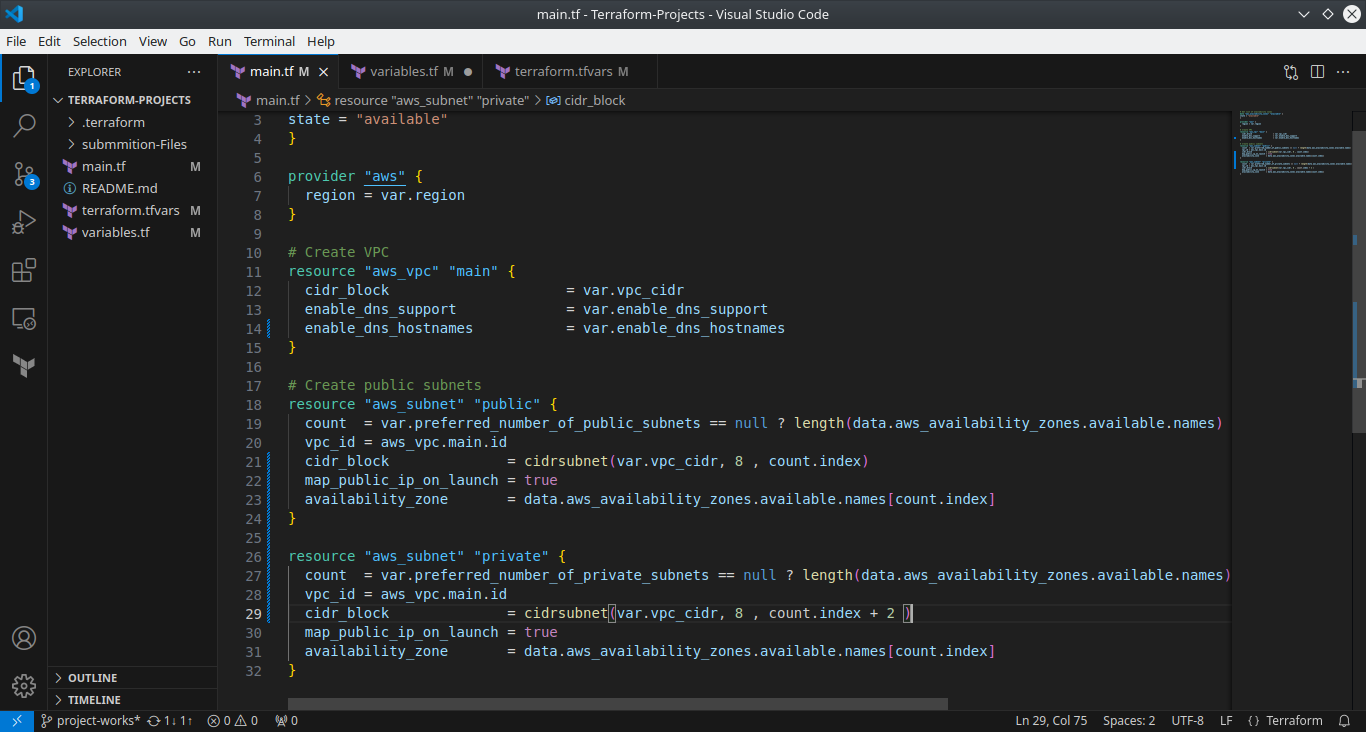 main.tf - Terraform-Projects - Visual Studio Code
File Edit Selection View Go Run Terminal Help
EXPLORER
main.tf M
variables.tf M
terraform.tfvars M
TERRAFORM-PROJECTS
main.tf > resource "aws_subnet" "private" > cidr_block
.terraform
submmition-Files
main.tf M
README.md
terraform.tfvars M
variables.tf M
1
3
3 state = "available"
4 }
5
6 provider "aws" {
7 region = var.region
8 }
9
10 # Create VPC
11 resource "aws_vpc" "main" {
12 cidr_block = var.vpc_cidr
13 enable_dns_support = var.enable_dns_support
14 enable_dns_hostnames = var.enable_dns_hostnames
15 }
16
17 # Create public subnets
18 resource "aws_subnet" "public" {
19 count = var.preferred_number_of_public_subnets == null ? length(data.aws_availability_zones.available.names)
20 vpc_id = aws_vpc.main.id
21 cidr_block = cidrsubnet(var.vpc_cidr, 8 , count.index)
22 map_public_ip_on_launch = true
23 availability_zone = data.aws_availability_zones.available.names[count.index]
24 }
25
26 resource "aws_subnet" "private" {
27 count = var.preferred_number_of_private_subnets == null ? length(data.aws_availability_zones.available.names)
28 vpc_id = aws_vpc.main.id
29 cidr_block = cidrsubnet(var.vpc_cidr, 8 , count.index + 2 )
30 map_public_ip_on_launch = true
31 availability_zone = data.aws_availability_zones.available.names[count.index]
32 }
OUTLINE
TIMELINE
project-works* 1↓ 1↑ 0 0 0 Ln 29, Col 75 Spaces: 2 UTF-8 LF {} Terraform